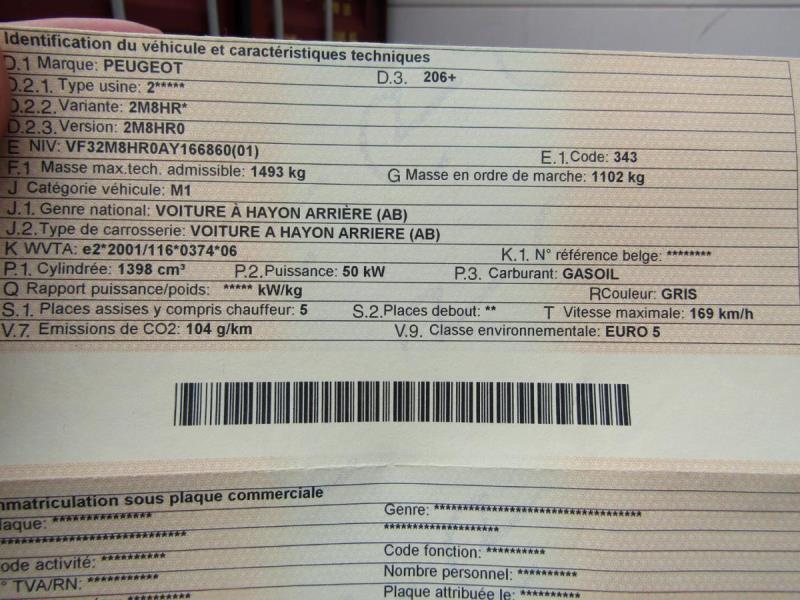 Identification du véhicule et caractéristiques techniques
D.1 Marque: PEUGEOT D.3. 206+
D.2.1. Type usine: 2*****
D.2.2. Variante: 2M8HR*
D.2.3. Version: 2M8HR0
E NIV: VF32M8HR0AY166860(01) E.1. Code: 343
F.1 Masse max.tech. admissible: 1493 kg G Masse en ordre de marche: 1102 kg
J Catégorie véhicule: M1
J.1. Genre national: VOITURE À HAYON ARRIÈRE (AB)
J.2. Type de carrosserie: VOITURE A HAYON ARRIERE (AB)
K WVTA: e2*2001/116*0374*06 K.1. N° référence belge: ********
P.1. Cylindrée: 1398 cm³ P.2. Puissance: 50 kW P.3. Carburant: GASOIL
Q Rapport puissance/poids: ***** kW/kg R Couleur: GRIS
S.1. Places assises y compris chauffeur: 5 S.2. Places debout: ** T Vitesse maximale: 169 km/h
V.7. Emissions de CO2: 104 g/km V.9. Classe environnementale: EURO 5
mmatriculation sous plaque commerciale
laque: *************** Genre: ************************************
**************************** ********************
ode activité: ************ Code fonction: **********
° TVA/RN: ************ Nombre personnel: **********
*************** Plaque attribuée le: **********